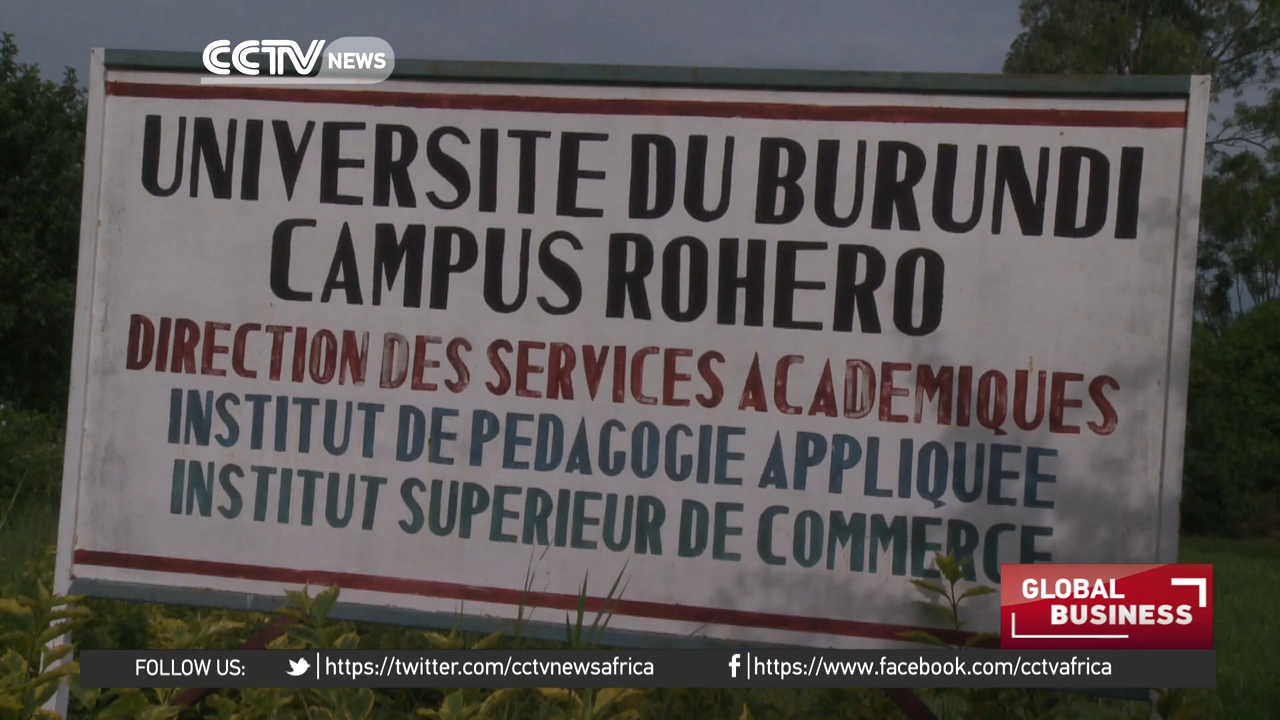 CCTV NEWS
UNIVERSITE DU BURUNDI
CAMPUS ROHERO
DIRECTION DES SERVICES ACADEMIQUES
INSTITUT DE PEDAGOGIE APPLIQUEE
INSTITUT SUPERIEUR DE COMMERCE
GLOBAL
BUSINESS
FOLLOW US: https://twitter.com/cctvnewsafrica https://www.facebook.com/cctvafrica